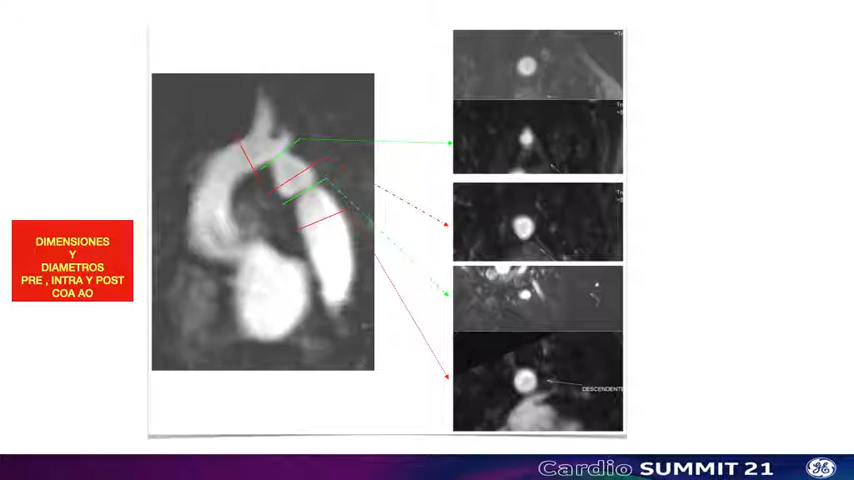 DIMENSIONES
Y
DIAMETROS
PRE , INTRA Y POST
COA AO
DESCENDENTE
Cardio SUMMIT 21